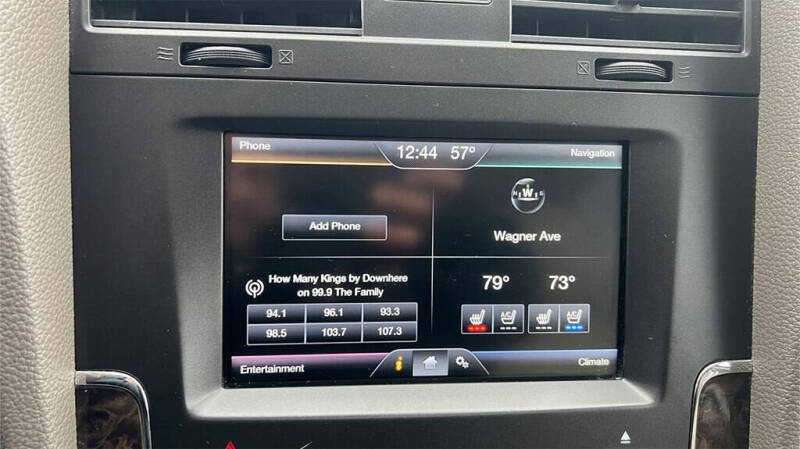 Phone
12:44 57°
Navigation
Add Phone
N W S
Wagner Ave
How Many Kings by Downhere
on 99.9 The Family
94.1 96.1 93.3
98.5 103.7 107.3
79° 73°
A/C A/C
Entertainment
i
Climate